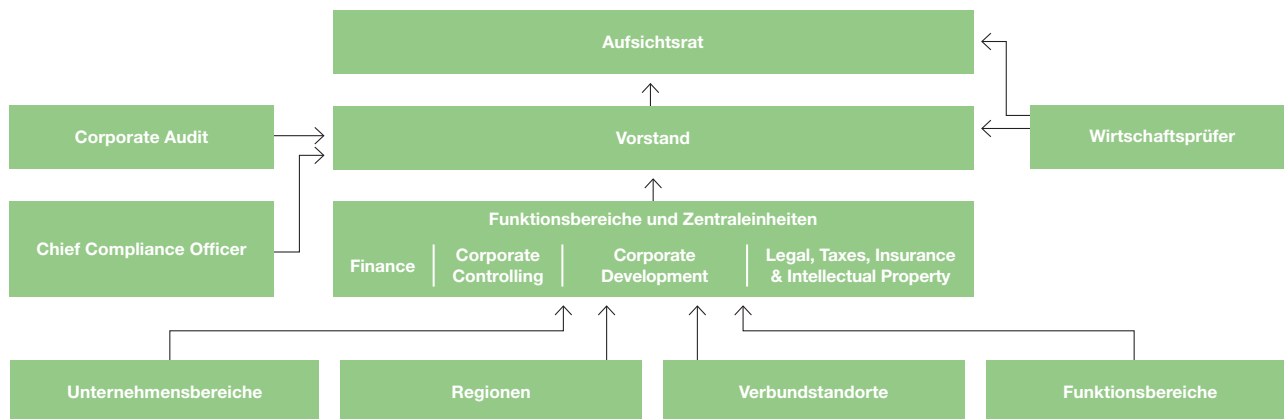 Aufsichtsrat
Corporate Audit
Vorstand
Wirtschaftsprüfer
Chief Compliance Officer
Funktionsbereiche und Zentraleinheiten
Finance
Corporate
Controlling
Corporate
Development
Legal, Taxes, Insurance
& Intellectual Property
Unternehmensbereiche
Regionen
Verbundstandorte
Funktionsbereiche